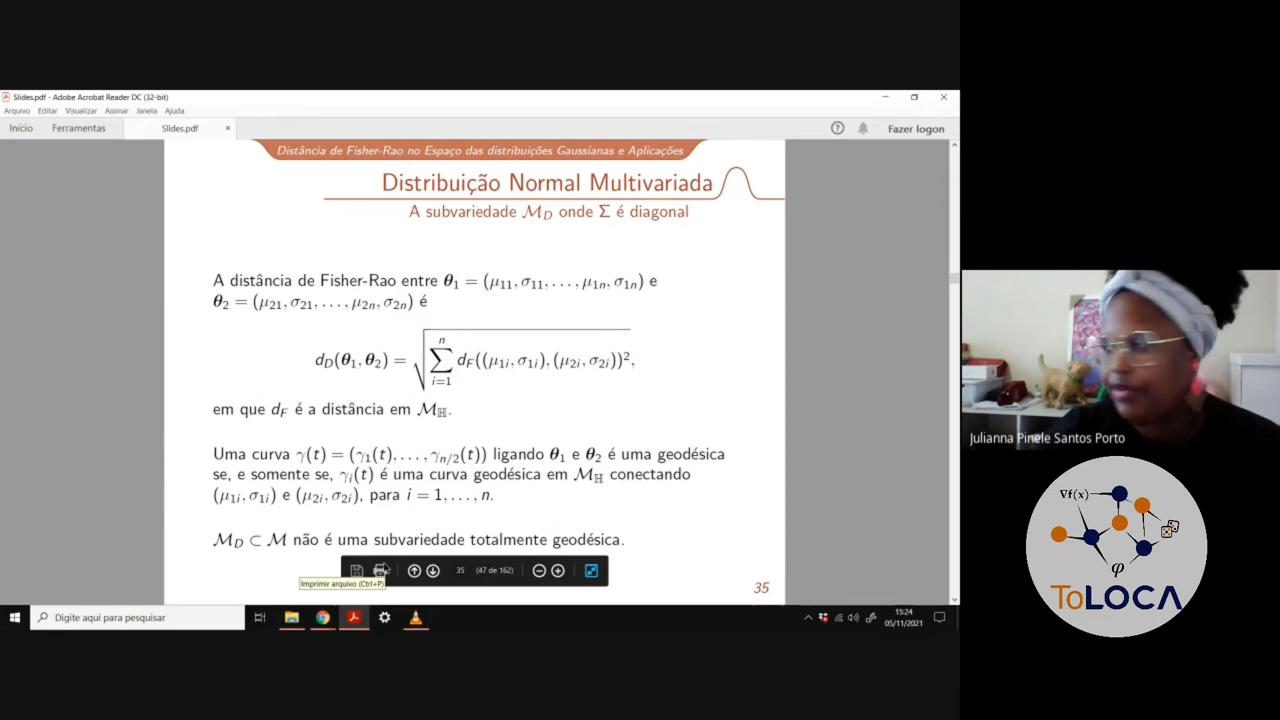 Slides.pdf - Adobe Acrobat Reader DC (32-bit)
Arquivo Editar Visualizar Assinar Janela Ajuda
Início Ferramentas Slides.pdf × Fazer logon
Distância de Fisher-Rao no Espaço das distribuições Gaussianas e Aplicações
Distribuição Normal Multivariada
A subvariedade ℳ_D onde Σ é diagonal
A distância de Fisher-Rao entre θ₁ = (μ₁₁, σ₁₁, . . . , μ₁ₙ, σ₁ₙ) e
θ₂ = (μ₂₁, σ₂₁, . . . , μ₂ₙ, σ₂ₙ) é
d_D(θ₁, θ₂) = √(∑_{i=1}^{n} d_F((μ₁ᵢ, σ₁ᵢ), (μ₂ᵢ, σ₂ᵢ))²),
em que d_F é a distância em ℳ_ℍ.
Uma curva γ(t) = (γ₁(t), . . . , γ_{n/2}(t)) ligando θ₁ e θ₂ é uma geodésica
se, e somente se, γᵢ(t) é uma curva geodésica em ℳ_ℍ conectando
(μ₁ᵢ, σ₁ᵢ) e (μ₂ᵢ, σ₂ᵢ), para i = 1, . . . , n.
ℳ_D ⊂ ℳ não é uma subvariedade totalmente geodésica.
35 (47 de 162)
Imprimir arquivo (Ctrl+P)
35
Digite aqui para pesquisar
15:24
05/11/2021
Julianna Pinele Santos Porto
∇f(x)
φ
ToLOCA